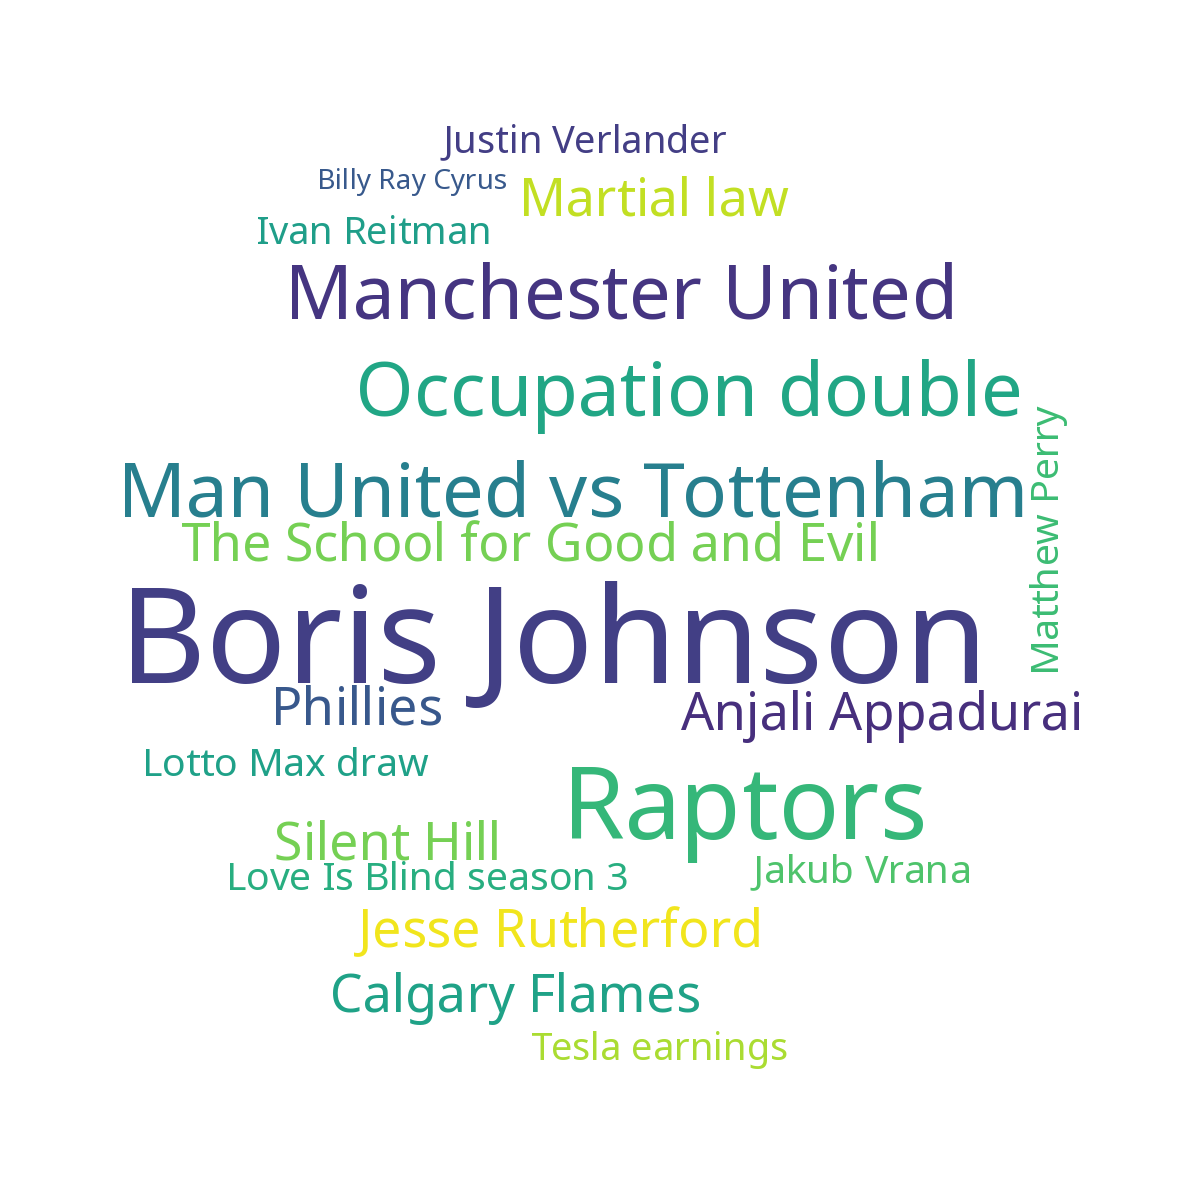 Justin Verlander
Billy Ray Cyrus
Martial law
Ivan Reitman
Manchester United
Occupation double
Man United vs Tottenham
Matthew Perry
The School for Good and Evil
Boris Johnson
Phillies
Anjali Appadurai
Lotto Max draw
Raptors
Silent Hill
Jakub Vrana
Love Is Blind season 3
Jesse Rutherford
Calgary Flames
Tesla earnings